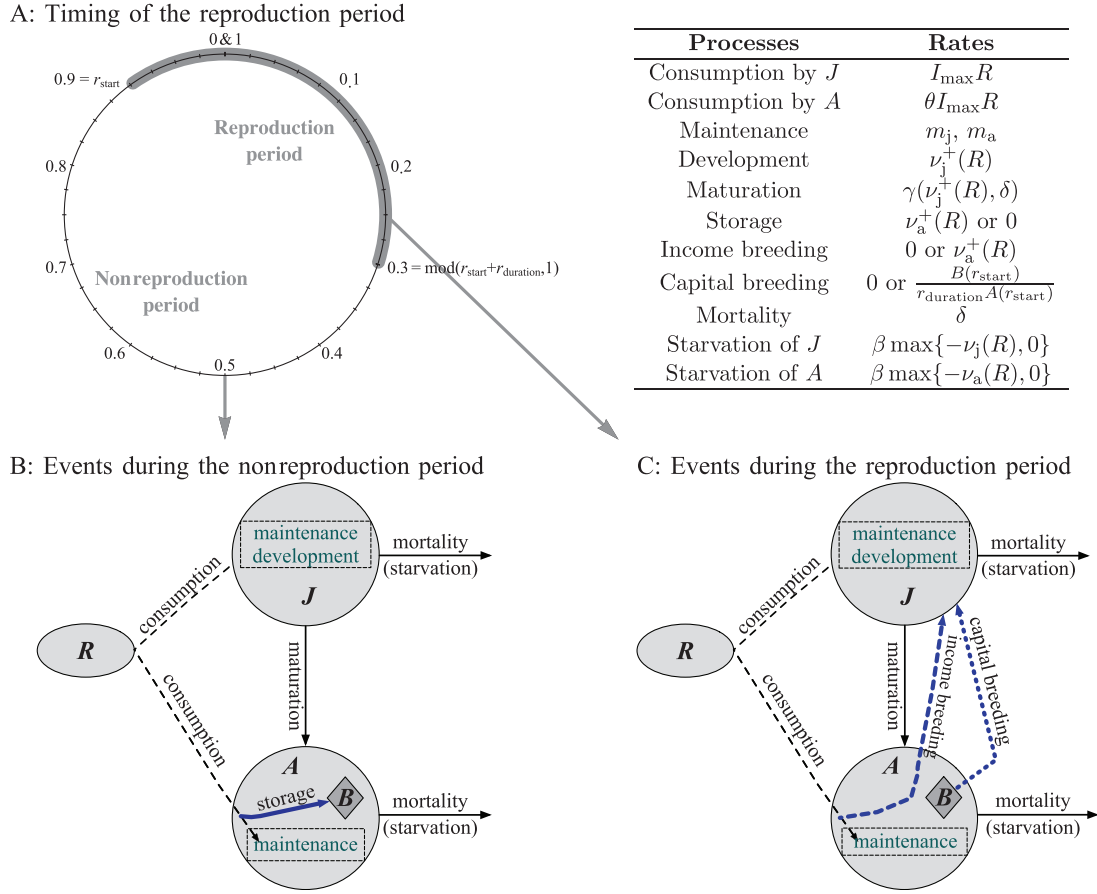 A: Timing of the reproduction period
0&1
0.9 = r_start
0.1
Reproduction
period
0.8
0.2
0.7
Nonreproduction
period
0.3 = mod(r_start+r_duration,1)
0.6
0.4
0.5
Processes Rates
Consumption by J I_max R
Consumption by A θI_max R
Maintenance m_j, m_a
Development ν_j^+(R)
Maturation γ(ν_j^+(R), δ)
Storage ν_a^+(R) or 0
Income breeding 0 or ν_a^+(R)
Capital breeding 0 or B(r_start)/r_duration A(r_start)
Mortality δ
Starvation of J β max{−ν_j(R), 0}
Starvation of A β max{−ν_a(R), 0}
B: Events during the nonreproduction period
maintenance
development
J
mortality
(starvation)
consumption
R
consumption
maturation
A
storage
B
maintenance
mortality
(starvation)
C: Events during the reproduction period
maintenance
development
J
mortality
(starvation)
consumption
R
consumption
maturation
income breeding
capital breeding
A
B
maintenance
mortality
(starvation)